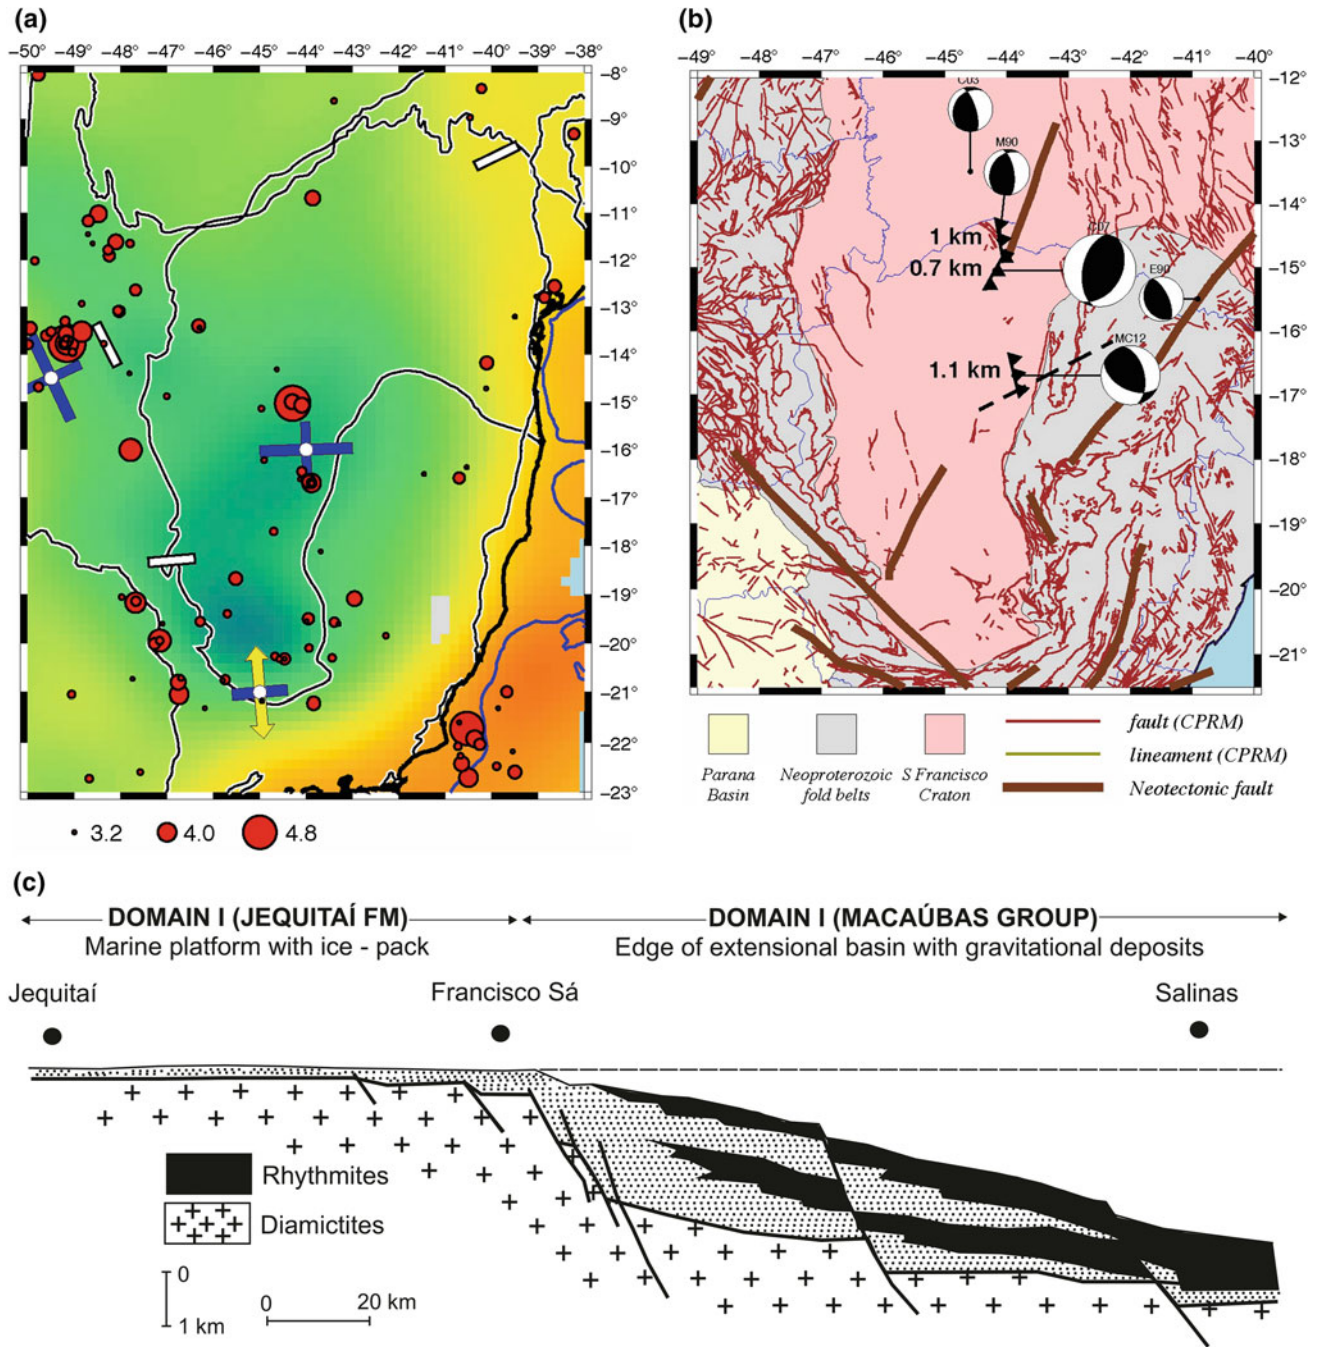 (a)
−50° −49° −48° −47° −46° −45° −44° −43° −42° −41° −40° −39° −38°
−8°
−9°
−10°
−11°
−12°
−13°
−14°
−15°
−16°
−17°
−18°
−19°
−20°
−21°
−22°
−23°
3.2 4.0 4.8
(b)
−49° −48° −47° −46° −45° −44° −43° −42° −41° −40°
−12°
−13°
−14°
−15°
−16°
−17°
−18°
−19°
−20°
−21°
C03
M90
C07
E90
MC12
1 km
0.7 km
1.1 km
Parana Basin
Neoproterozoic fold belts
S Francisco Craton
fault (CPRM)
lineament (CPRM)
Neotectonic fault
(c)
DOMAIN I (JEQUITAÍ FM) DOMAIN I (MACAÚBAS GROUP)
Marine platform with ice - pack Edge of extensional basin with gravitational deposits
Jequitaí Francisco Sá Salinas
Rhythmites
Diamictites
0
1 km
0 20 km